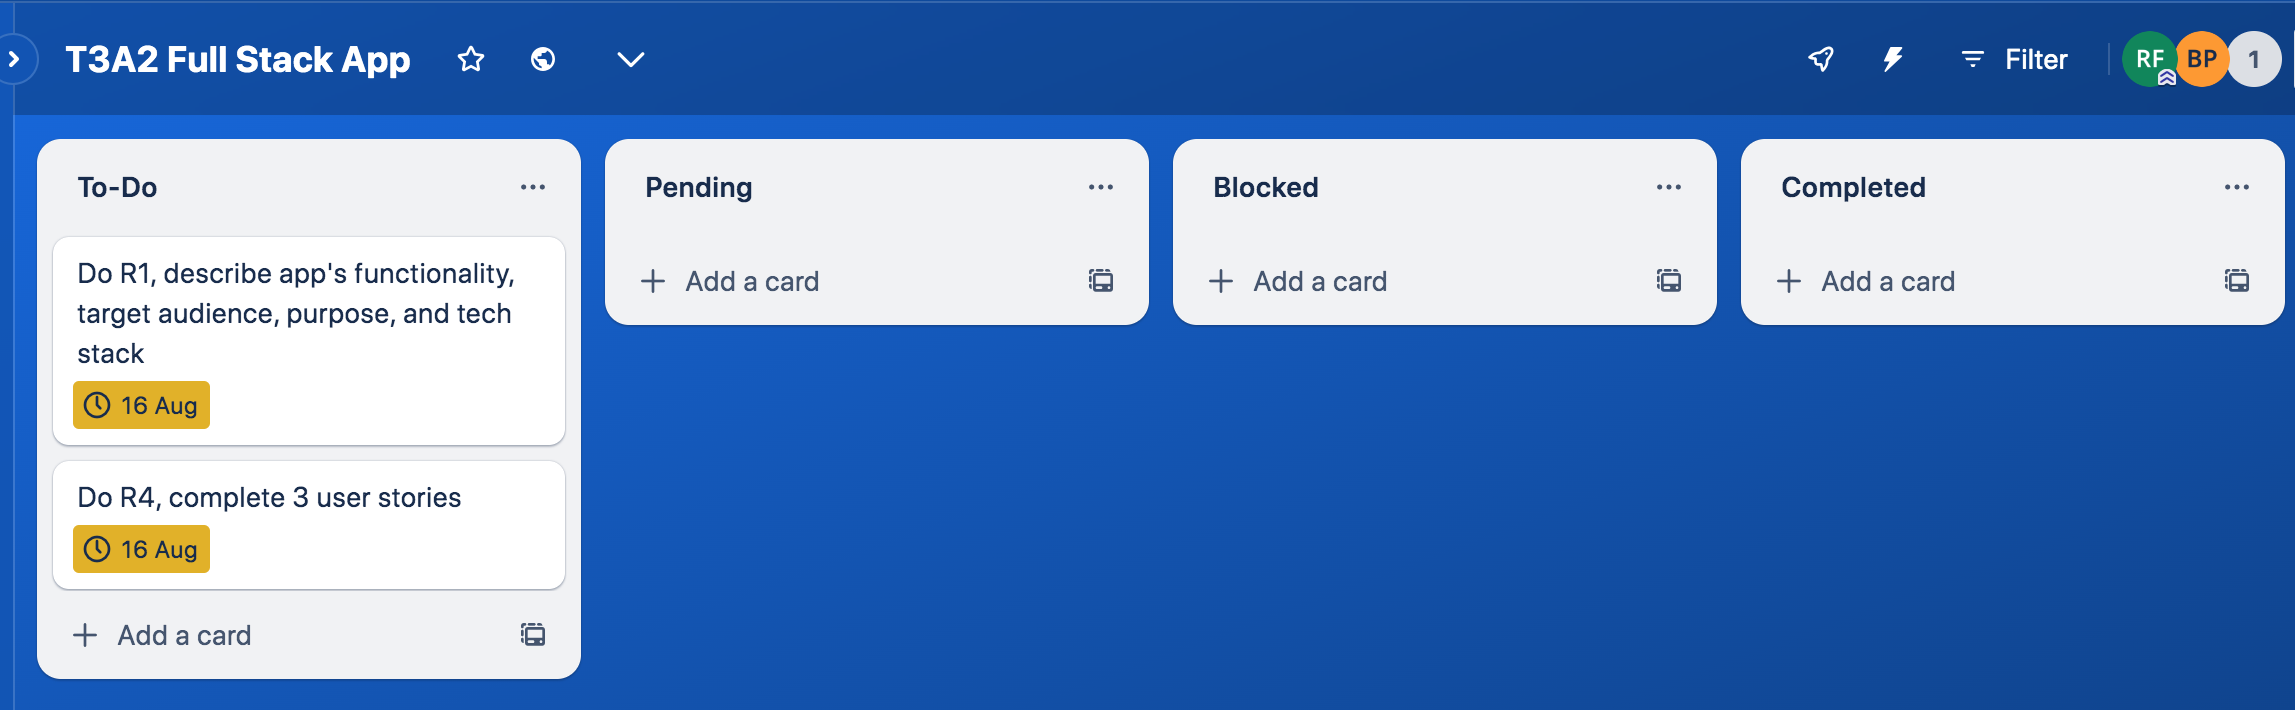 T3A2 Full Stack App
Filter
RF
BP
1
To-Do
Do R1, describe app's functionality,
target audience, purpose, and tech
stack
16 Aug
Do R4, complete 3 user stories
16 Aug
Add a card
Pending
Add a card
Blocked
Add a card
Completed
Add a card